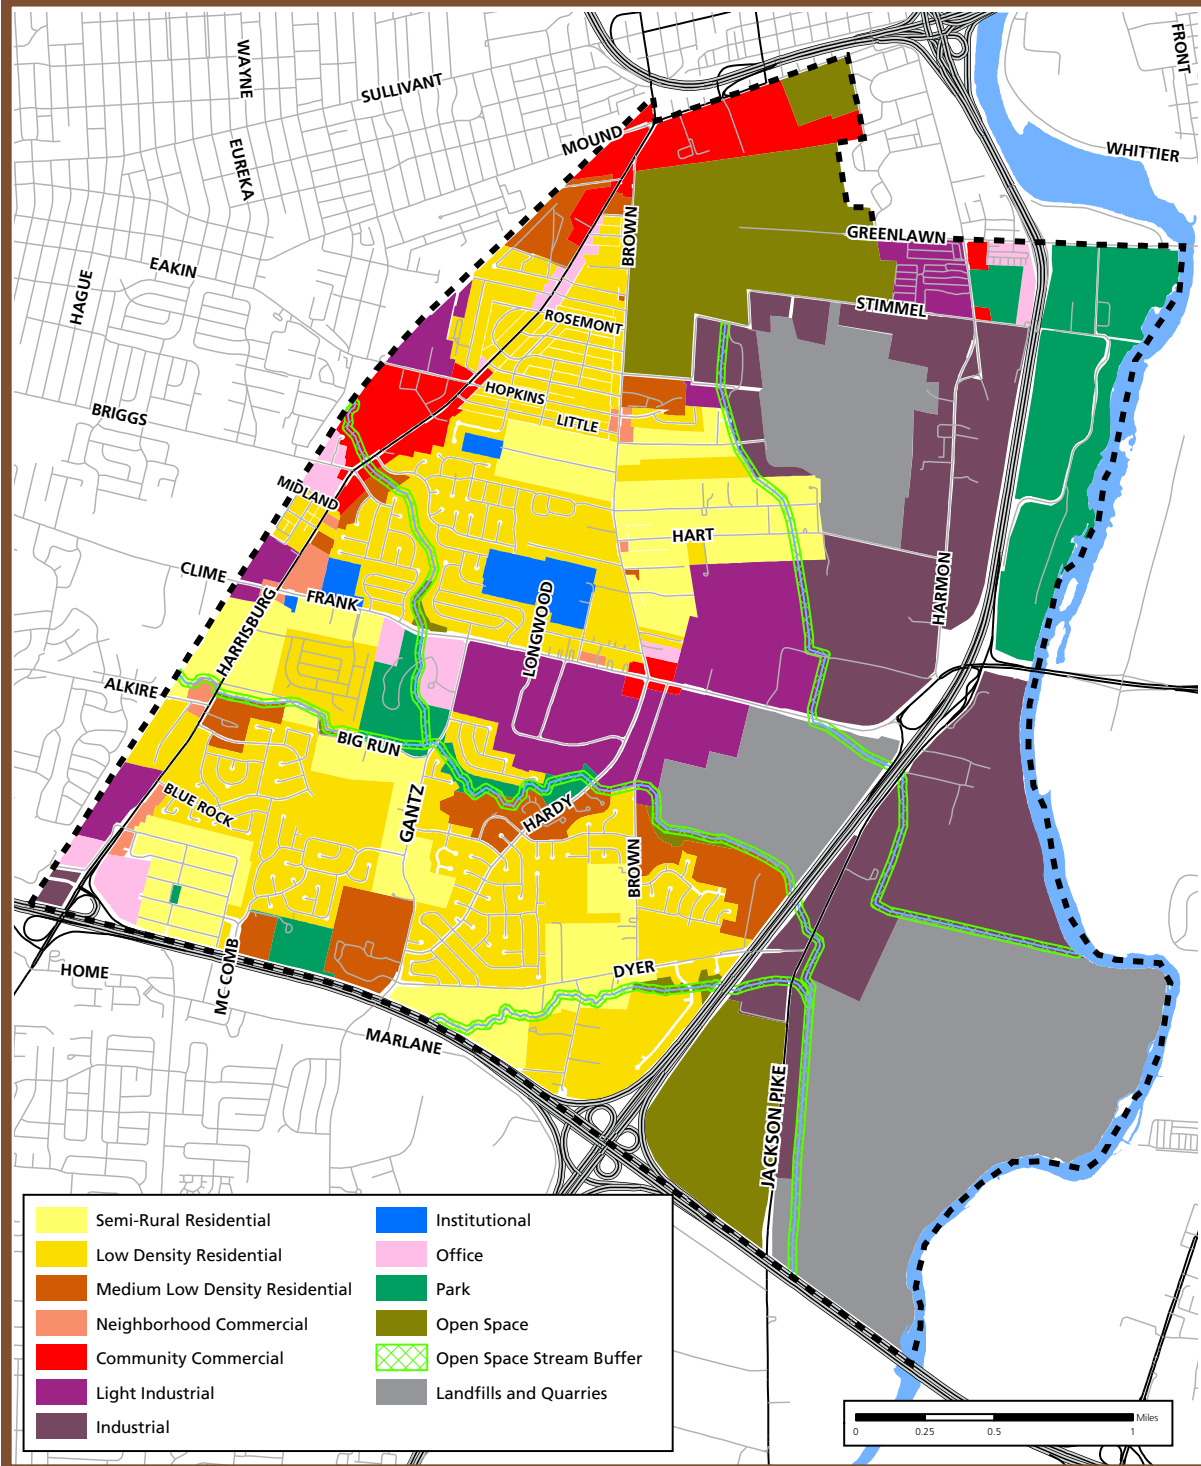 WAYNE
SULLIVANT
FRONT
MOUND
EUREKA
WHITTIER
BROWN
GREENLAWN
EAKIN
HAGUE
STIMMEL
ROSEMONT
HOPKINS
BRIGGS
LITTLE
MIDLAND
HART
CLIME
FRANK
HARRISBURG
LONGWOOD
HARMON
ALKIRE
BIG RUN
BLUE ROCK
GANTZ
HARDY
BROWN
HOME
MC COMB
DYER
MARLANE
JACKSON PIKE
Semi-Rural Residential
Low Density Residential
Medium Low Density Residential
Neighborhood Commercial
Community Commercial
Light Industrial
Industrial
Institutional
Office
Park
Open Space
Open Space Stream Buffer
Landfills and Quarries
Miles
0 0.25 0.5 1